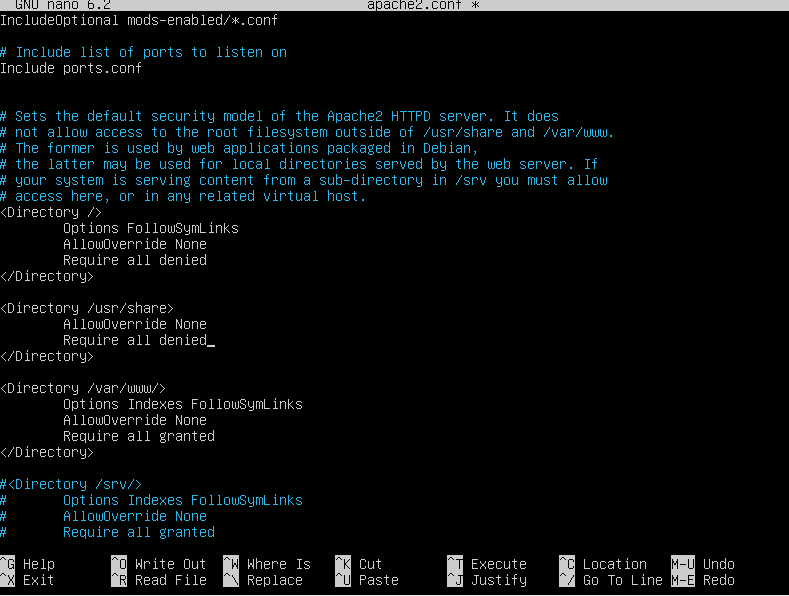 GNU nano 6.2 apache2.conf *
IncludeOptional mods-enabled/*.conf
# Include list of ports to listen on
Include ports.conf
# Sets the default security model of the Apache2 HTTPD server. It does
# not allow access to the root filesystem outside of /usr/share and /var/www.
# The former is used by web applications packaged in Debian,
# the latter may be used for local directories served by the web server. If
# your system is serving content from a sub-directory in /srv you must allow
# access here, or in any related virtual host.
<Directory />
Options FollowSymLinks
AllowOverride None
Require all denied
</Directory>
<Directory /usr/share>
AllowOverride None
Require all denied
</Directory>
<Directory /var/www/>
Options Indexes FollowSymLinks
AllowOverride None
Require all granted
</Directory>
#<Directory /srv/>
# Options Indexes FollowSymLinks
# AllowOverride None
# Require all granted
^G Help ^O Write Out ^W Where Is ^K Cut ^T Execute ^C Location M-U Undo
^X Exit ^R Read File ^\ Replace ^U Paste ^J Justify ^/ Go To Line M-E Redo